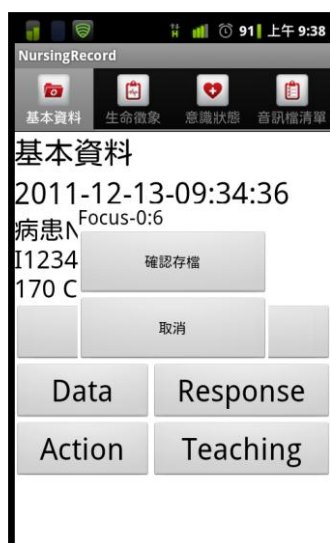 91 上午 9:38
NursingRecord
基本資料 生命徵象 意識狀態 音訊檔清單
基本資料
2011-12-13-09:34:36
病患N
Focus-0:6
I1234
確認存檔
170 C
取消
Data Response
Action Teaching